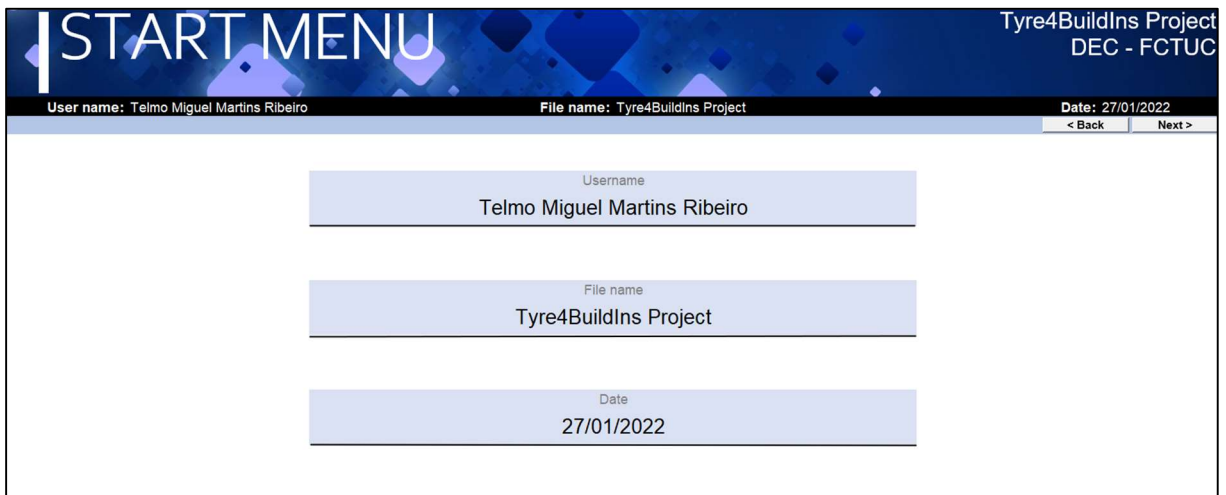 START MENU
Tyre4BuildIns Project
DEC - FCTUC
User name: Telmo Miguel Martins Ribeiro File name: Tyre4BuildIns Project Date: 27/01/2022
< Back Next >
Username
Telmo Miguel Martins Ribeiro
File name
Tyre4BuildIns Project
Date
27/01/2022